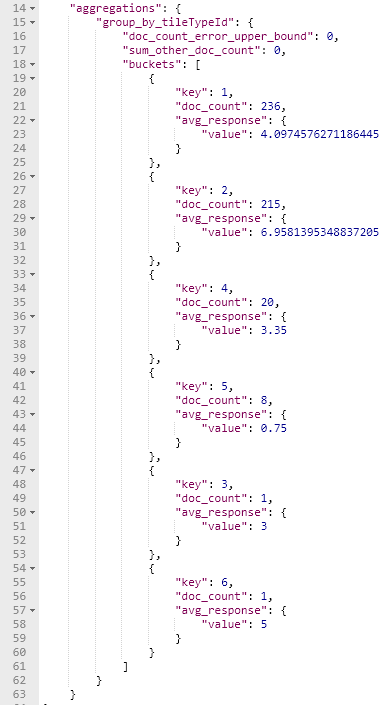 14 "aggregations": {
15 "group_by_tileTypeId": {
16 "doc_count_error_upper_bound": 0,
17 "sum_other_doc_count": 0,
18 "buckets": [
19 {
20 "key": 1,
21 "doc_count": 236,
22 "avg_response": {
23 "value": 4.0974576271186445
24 }
25 },
26 {
27 "key": 2,
28 "doc_count": 215,
29 "avg_response": {
30 "value": 6.9581395348837205
31 }
32 },
33 {
34 "key": 4,
35 "doc_count": 20,
36 "avg_response": {
37 "value": 3.35
38 }
39 },
40 {
41 "key": 5,
42 "doc_count": 8,
43 "avg_response": {
44 "value": 0.75
45 }
46 },
47 {
48 "key": 3,
49 "doc_count": 1,
50 "avg_response": {
51 "value": 3
52 }
53 },
54 {
55 "key": 6,
56 "doc_count": 1,
57 "avg_response": {
58 "value": 5
59 }
60 }
61 ]
62 }
63 }